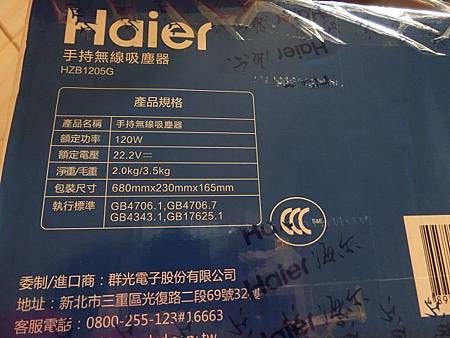 Haier
手持無線吸塵器
HZB1205G
產品規格
產品名稱 手持無線吸塵器
額定功率 120W
額定電壓 22.2V⎓
淨重/毛重 2.0kg/3.5kg
包裝尺寸 680mmx230mmx165mm
執行標準 GB4706.1,GB4706.7
GB4343.1,GB17625.1
CCC
S&E
Haier
委制/進口商：群光電子股份有限公司
地址：新北市三重區光復路二段69號32
客服電話：0800-255-123#16663